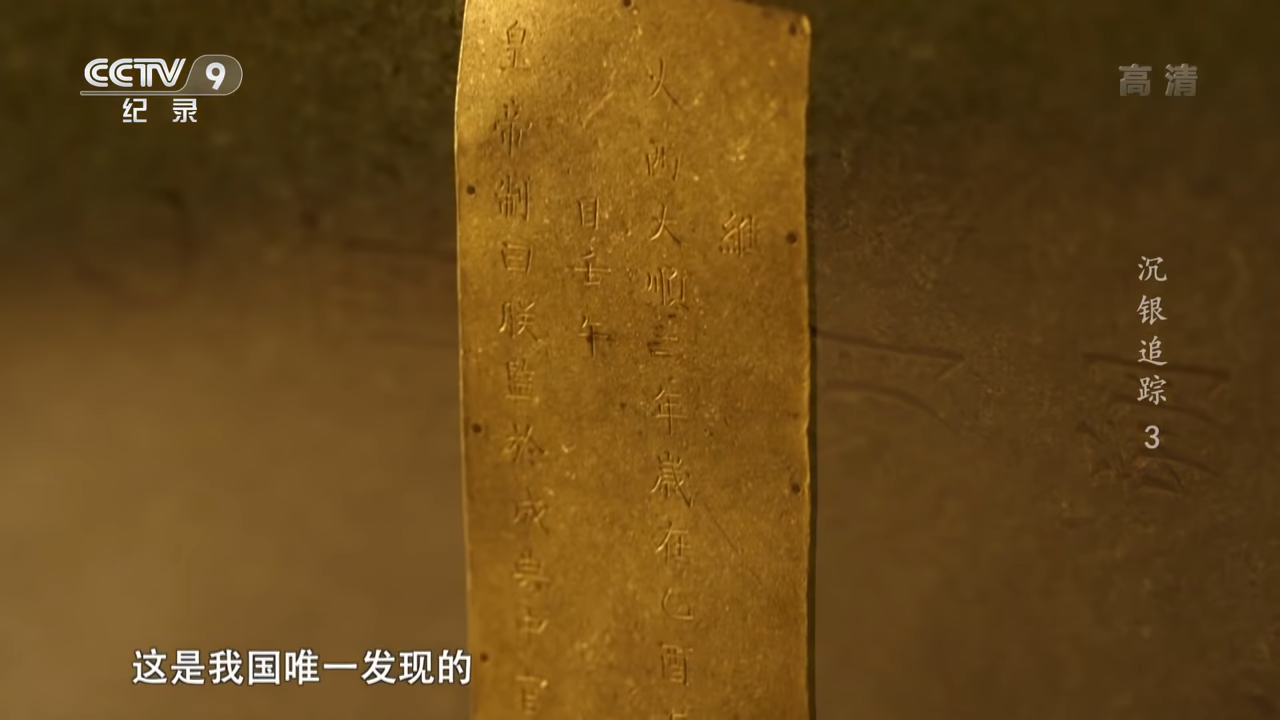 CCTV 9
纪录
高清
維
大西大順二年歲在乙酉
日壬午
皇帝制曰朕監於成典中
沉银追踪 3
这是我国唯一发现的